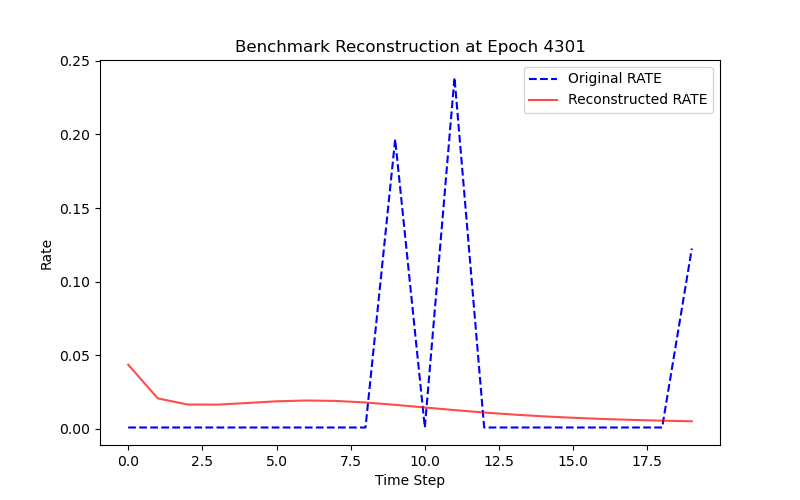 Benchmark Reconstruction at Epoch 4301
Original RATE
Reconstructed RATE
0.25
0.20
0.15
0.10
0.05
0.00
Rate
0.0 2.5 5.0 7.5 10.0 12.5 15.0 17.5
Time Step